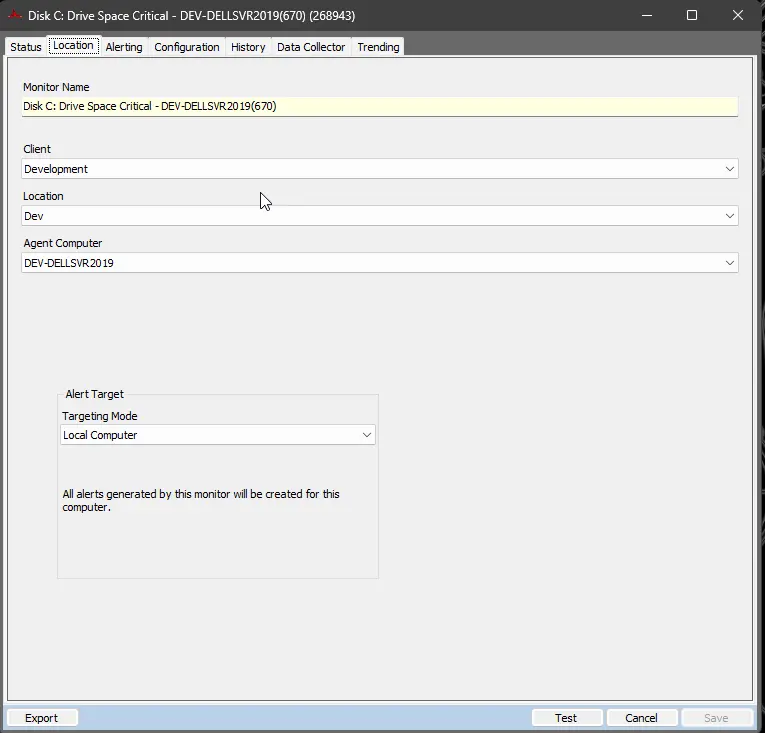 Disk C: Drive Space Critical - DEV-DELLSVR2019(670) (268943)
Status Location Alerting Configuration History Data Collector Trending
Monitor Name
Disk C: Drive Space Critical - DEV-DELLSVR2019(670)
Client
Development
Location
Dev
Agent Computer
DEV-DELLSVR2019
Alert Target
Targeting Mode
Local Computer
All alerts generated by this monitor will be created for this
computer.
Export Test Cancel Save